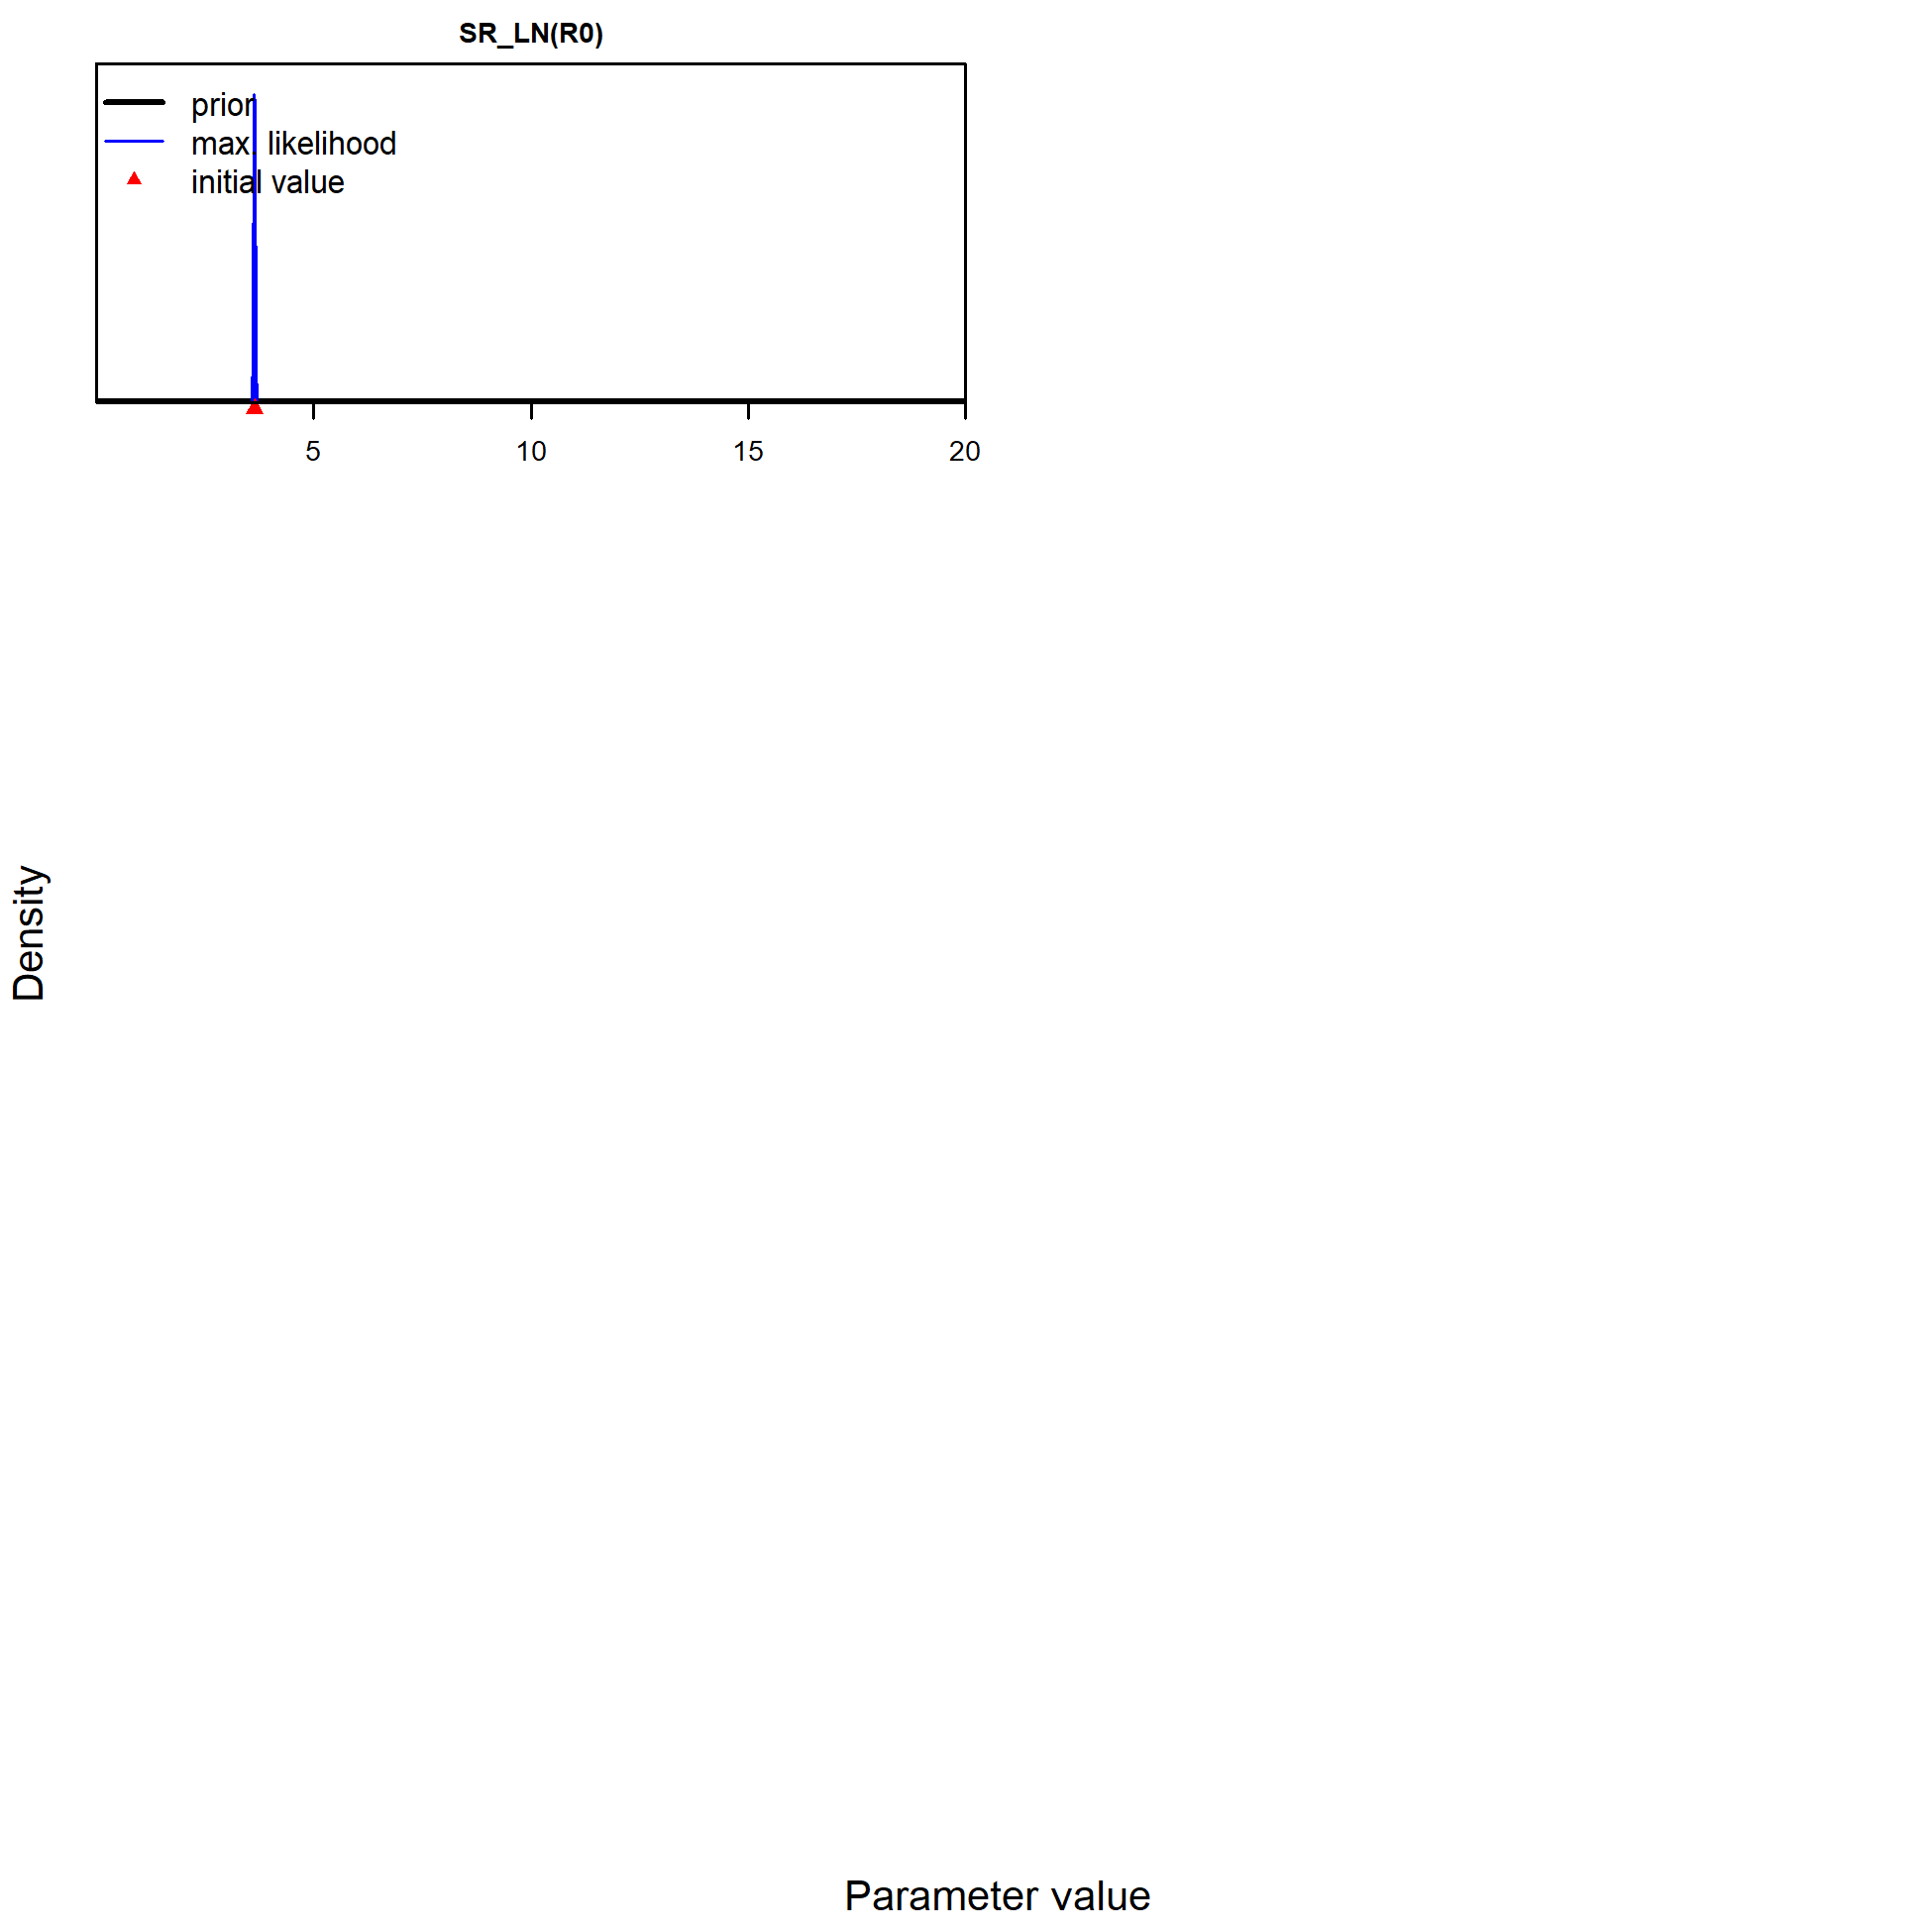 SR_LN(R0)
prior
max. likelihood
initial value
5 10 15 20
Density
Parameter value